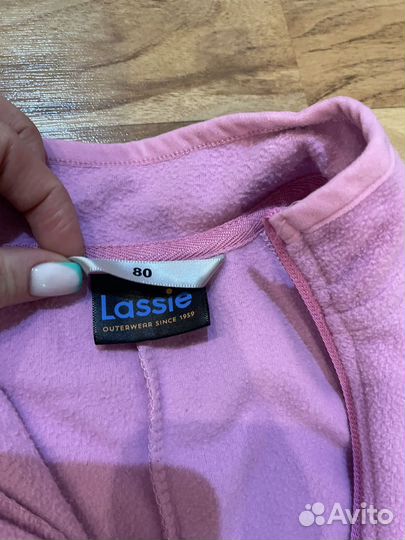 80
Lassie
OUTERWEAR SINCE 1959
Avito